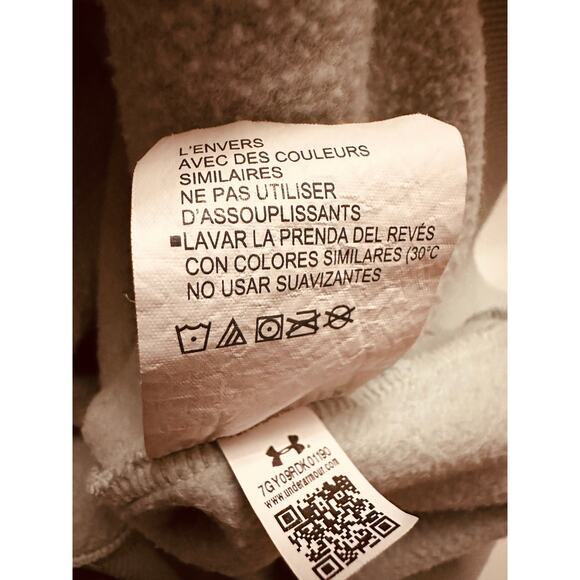 L'ENVERS
AVEC DES COULEURS
SIMILAIRES
NE PAS UTILISER
D'ASSOUPLISSANTS
■LAVAR LA PRENDA DEL REVÉS
CON COLORES SIMILARES (30°C
NO USAR SUAVIZANTES
7GY09RDK01190
www.underarmour.com